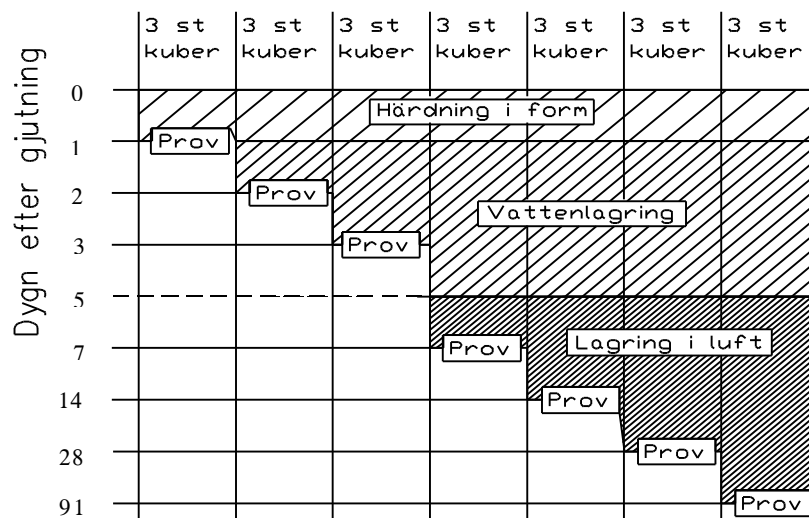 3 st
kuber
3 st
kuber
3 st
kuber
3 st
kuber
3 st
kuber
3 st
kuber
3 st
kuber
Dygn efter gjutning
0
Härdning i form
1
Prov
2
Prov
Vattenlagring
3
Prov
5
Lagring i luft
7
Prov
14
Prov
28
Prov
91
Prov